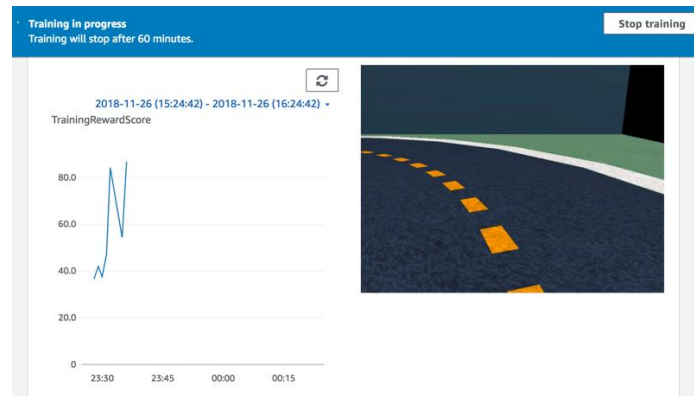 Training in progress
Training will stop after 60 minutes.
Stop training
2018-11-26 (15:24:42) - 2018-11-26 (16:24:42)
TrainingRewardScore
80.0
60.0
40.0
20.0
0
23:30 23:45 00:00 00:15